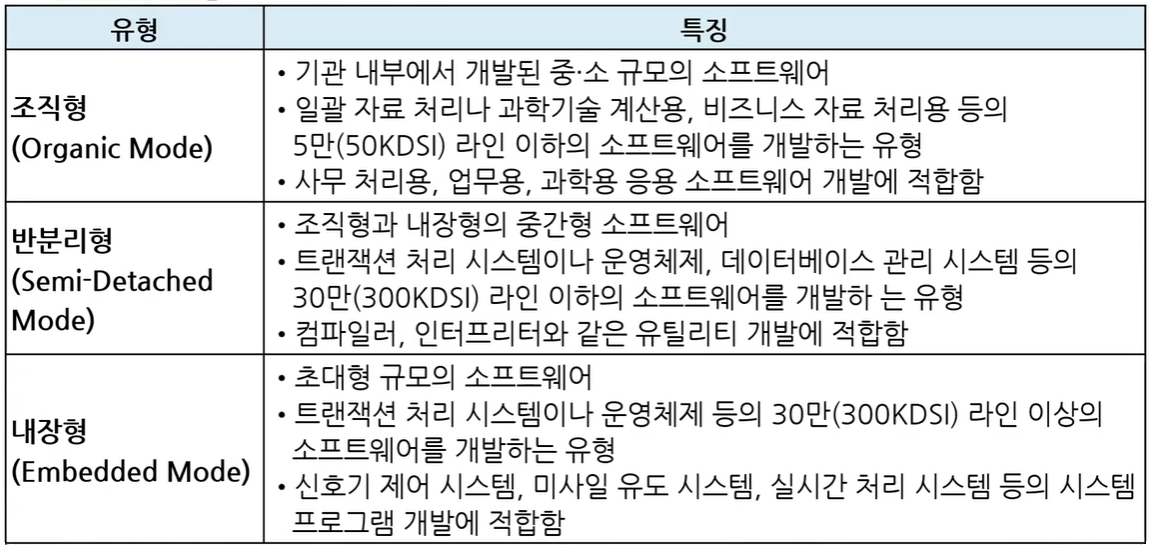 유형
특징
조직형
(Organic Mode)
• 기관 내부에서 개발된 중·소 규모의 소프트웨어
• 일괄 자료 처리나 과학기술 계산용, 비즈니스 자료 처리용 등의
5만(50KDSI) 라인 이하의 소프트웨어를 개발하는 유형
• 사무 처리용, 업무용, 과학용 응용 소프트웨어 개발에 적합함
반분리형
(Semi-Detached
Mode)
• 조직형과 내장형의 중간형 소프트웨어
• 트랜잭션 처리 시스템이나 운영체제, 데이터베이스 관리 시스템 등의
30만(300KDSI) 라인 이하의 소프트웨어를 개발하 는 유형
• 컴파일러, 인터프리터와 같은 유틸리티 개발에 적합함
내장형
(Embedded Mode)
• 초대형 규모의 소프트웨어
• 트랜잭션 처리 시스템이나 운영체제 등의 30만(300KDSI) 라인 이상의
소프트웨어를 개발하는 유형
• 신호기 제어 시스템, 미사일 유도 시스템, 실시간 처리 시스템 등의 시스템
프로그램 개발에 적합함